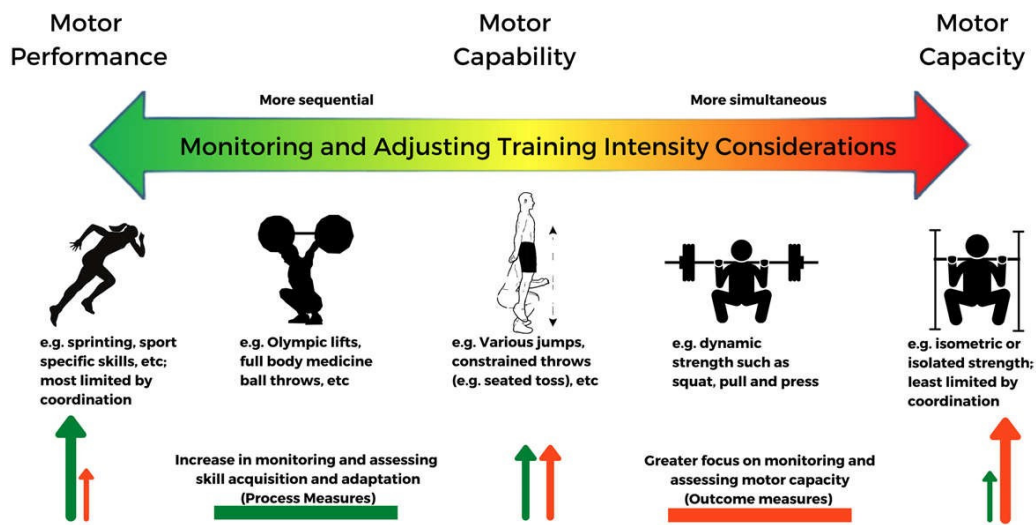 Motor
Performance
Motor
Capability
Motor
Capacity
More sequential
More simultaneous
Monitoring and Adjusting Training Intensity Considerations
e.g. sprinting, sport
specific skills, etc;
most limited by
coordination
e.g. Olympic lifts,
full body medicine
ball throws, etc
e.g. Various jumps,
constrained throws
(e.g. seated toss), etc
e.g. dynamic
strength such as
squat, pull and press
e.g. isometric or
isolated strength;
least limited by
coordination
Increase in monitoring and assessing
skill acquisition and adaptation
(Process Measures)
Greater focus on monitoring and
assessing motor capacity
(Outcome measures)